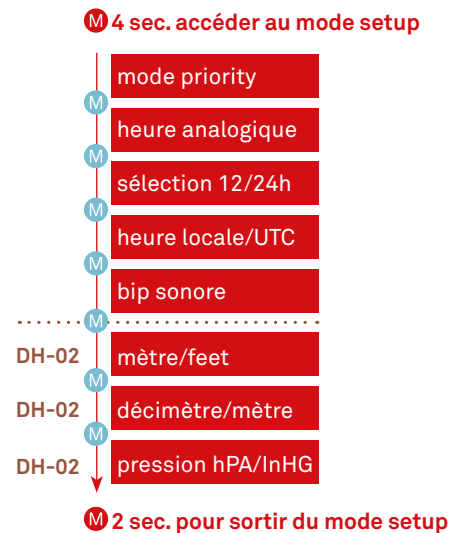 M 4 sec. accéder au mode setup
mode priority
M
heure analogique
M
sélection 12/24h
M
heure locale/UTC
M
bip sonore
M
DH-02 mètre/feet
M
DH-02 décimètre/mètre
M
DH-02 pression hPA/InHG
M 2 sec. pour sortir du mode setup